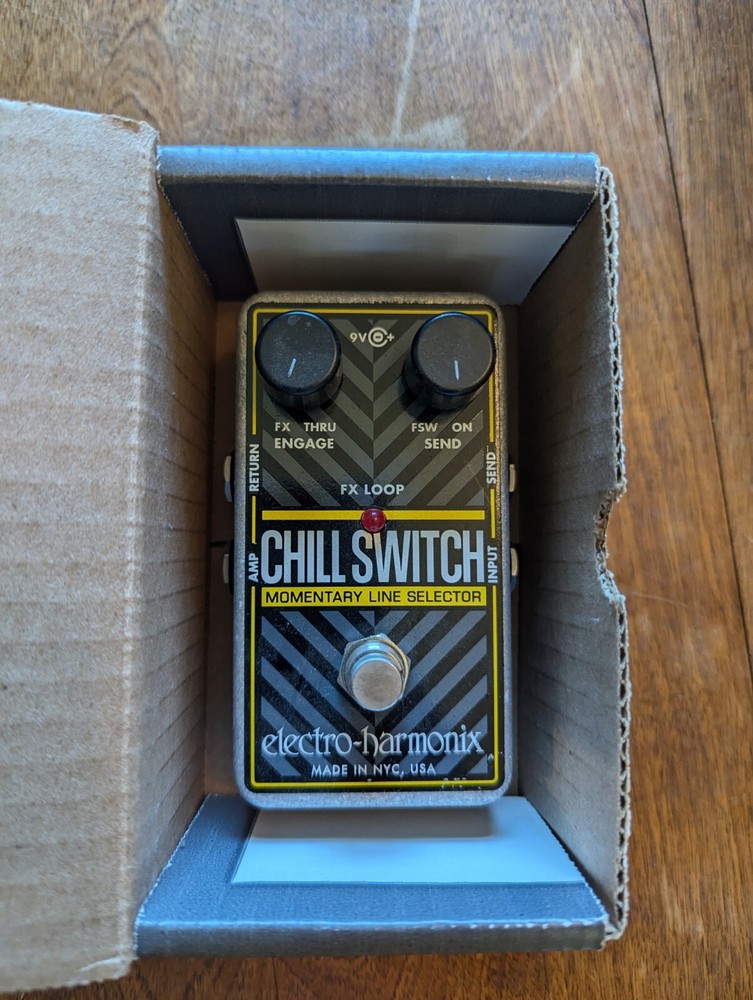 9V +
FX THRU
ENGAGE
FSW ON
SEND
RETURN
SEND
FX LOOP
AMP
CHILL SWITCH
INPUT
MOMENTARY LINE SELECTOR
electro-harmonix
MADE IN NYC, USA